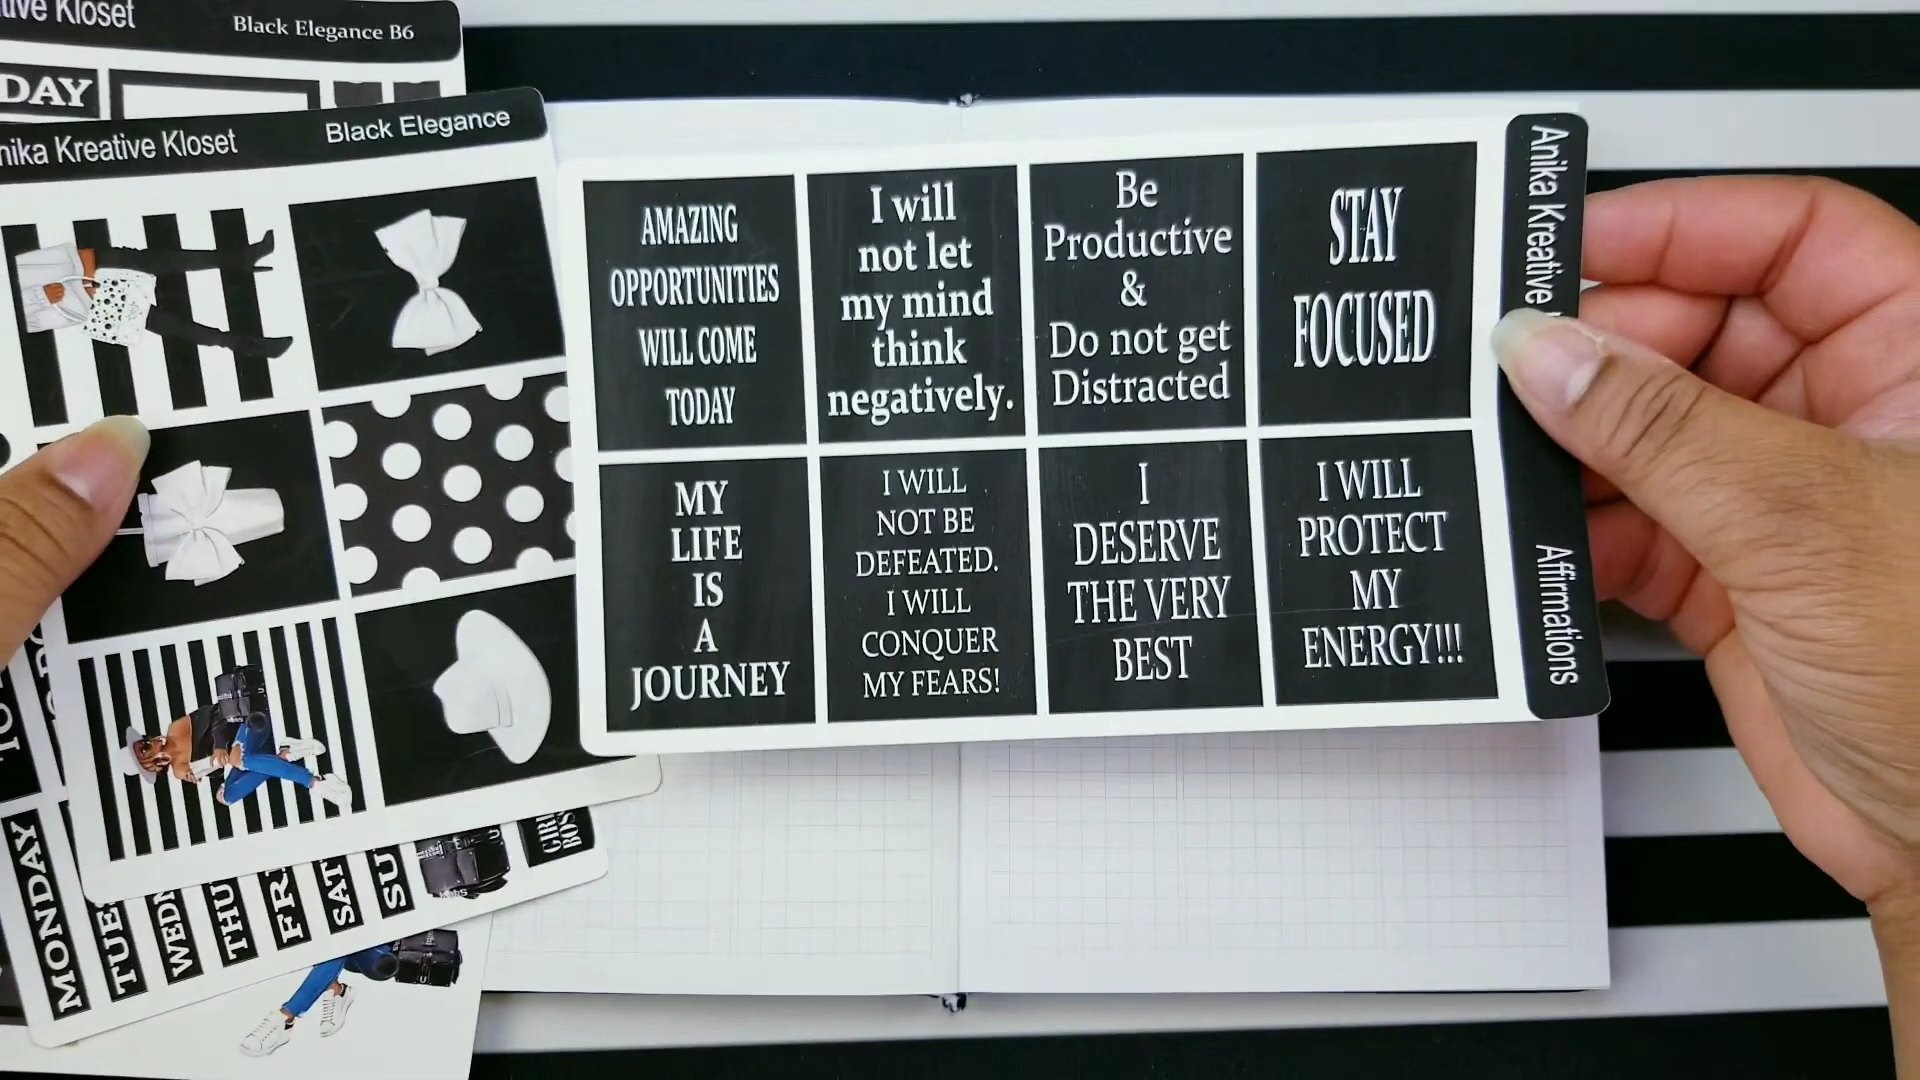 Kloset
Black Elegance B6
DAY
nika Kreative Kloset
Black Elegance
AMAZING
OPPORTUNITIES
WILL COME
TODAY
I will
not let
my mind
think
negatively.
Be
Productive
&
Do not get
Distracted
STAY
FOCUSED
MY
LIFE
IS
A
JOURNEY
I WILL
NOT BE
DEFEATED.
I WILL
CONQUER
MY FEARS!
I
DESERVE
THE VERY
BEST
I WILL
PROTECT
MY
ENERGY!!!
Anika Kreative
Affirmations
MONDAY
TUE
WEDN
THU
FR
SAT
SU
GIRL
BOSS